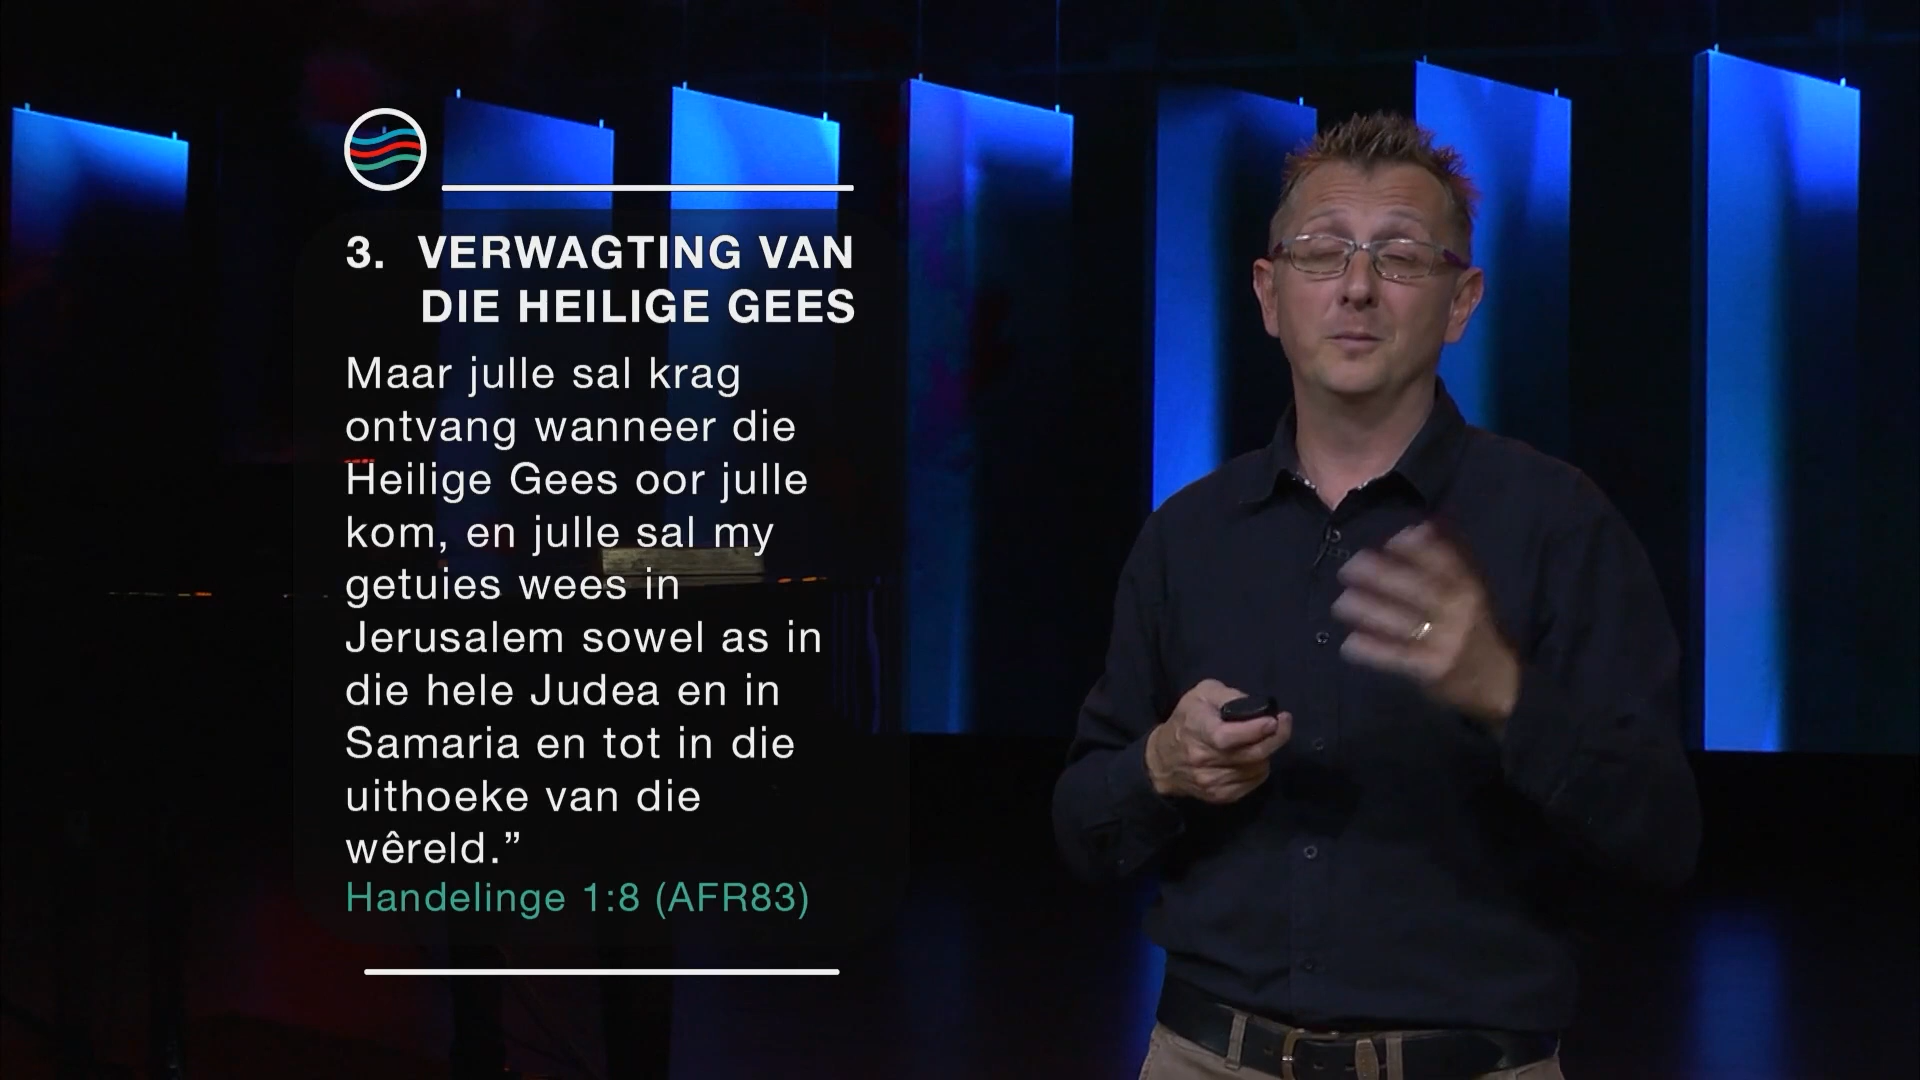 3. VERWAGTING VAN
DIE HEILIGE GEES
Maar julle sal krag
ontvang wanneer die
Heilige Gees oor julle
kom, en julle sal my
getuies wees in
Jerusalem sowel as in
die hele Judea en in
Samaria en tot in die
uithoeke van die
wêreld.”
Handelinge 1:8 (AFR83)